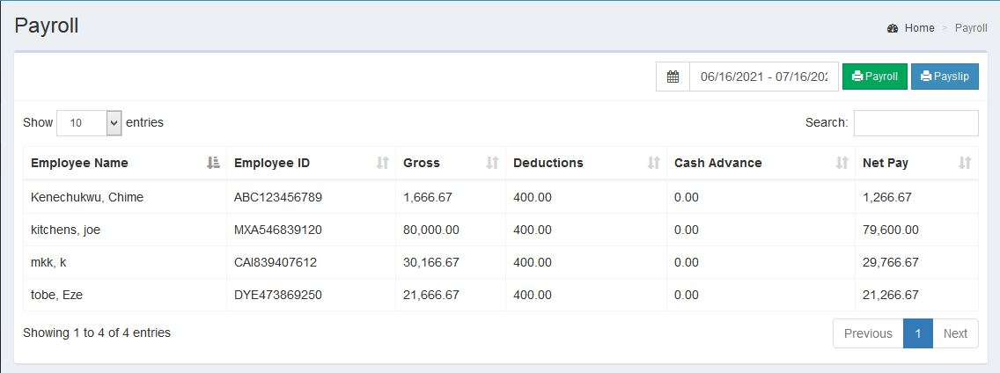 Payroll
Home > Payroll
06/16/2021 - 07/16/202
Payroll
Payslip
Show 10 entries
Search:
Employee Name Employee ID Gross Deductions Cash Advance Net Pay
Kenechukwu, Chime ABC123456789 1,666.67 400.00 0.00 1,266.67
kitchens, joe MXA546839120 80,000.00 400.00 0.00 79,600.00
mkk, k CAI839407612 30,166.67 400.00 0.00 29,766.67
tobe, Eze DYE473869250 21,666.67 400.00 0.00 21,266.67
Showing 1 to 4 of 4 entries
Previous 1 Next